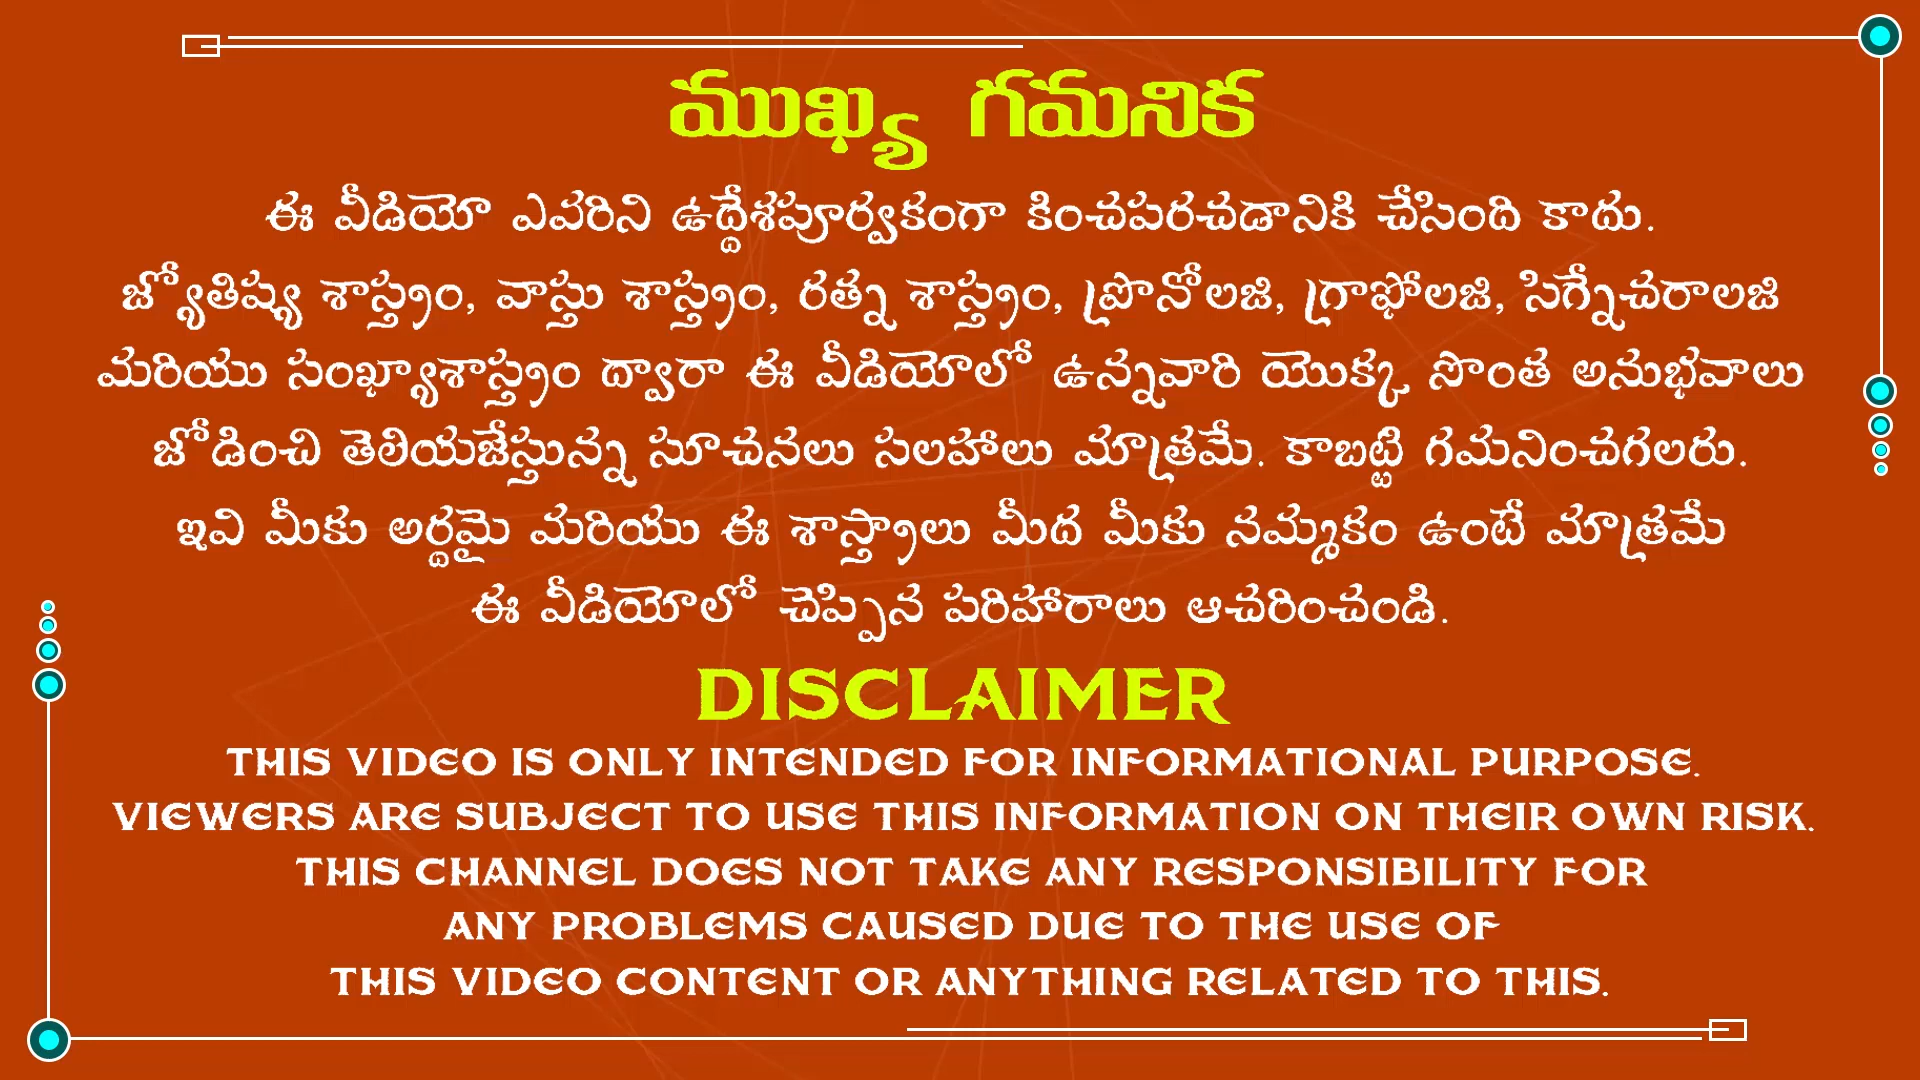 ముఖ్య గమనిక
ఈ వీడియో ఎవరిని ఉద్దేశపూర్వకంగా కించపరచడానికి చేసింది కాదు.
జ్యోతిష్య శాస్త్రం, వాస్తు శాస్త్రం, రత్న శాస్త్రం, ప్రొనోలజి, గ్రాఫోలజి, సిగ్నేచరాలజి
మరియు సంఖ్యాశాస్త్రం ద్వారా ఈ వీడియోలో ఉన్నవారి యొక్క సొంత అనుభవాలు
జోడించి తెలియజేస్తున్న సూచనలు సలహాలు మాత్రమే. కాబట్టి గమనించగలరు.
ఇవి మీకు అర్దమై మరియు ఈ శాస్త్రాలు మీద మీకు నమ్మకం ఉంటే మాత్రమే
ఈ వీడియోలో చెప్పిన పరిహారాలు ఆచరించండి.
DISCLAIMER
THIS VIDEO IS ONLY INTENDED FOR INFORMATIONAL PURPOSE.
VIEWERS ARE SUBJECT TO USE THIS INFORMATION ON THEIR OWN RISK.
THIS CHANNEL DOES NOT TAKE ANY RESPONSIBILITY FOR
ANY PROBLEMS CAUSED DUE TO THE USE OF
THIS VIDEO CONTENT OR ANYTHING RELATED TO THIS.